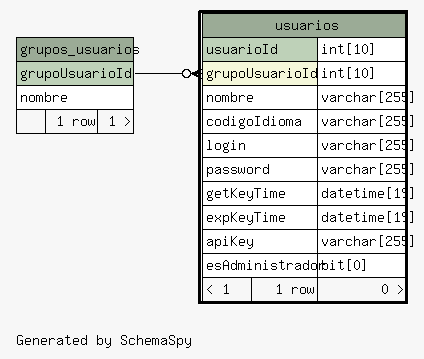 grupos_usuarios
grupoUsuarioId
nombre
1 row 1 >
usuarios
usuarioId int[10]
grupoUsuarioId int[10]
nombre varchar[255]
codigoIdioma varchar[255]
login varchar[255]
password varchar[255]
getKeyTime datetime[19]
expKeyTime datetime[19]
apiKey varchar[255]
esAdministrador bit[0]
< 1 1 row 0 >
Generated by SchemaSpy